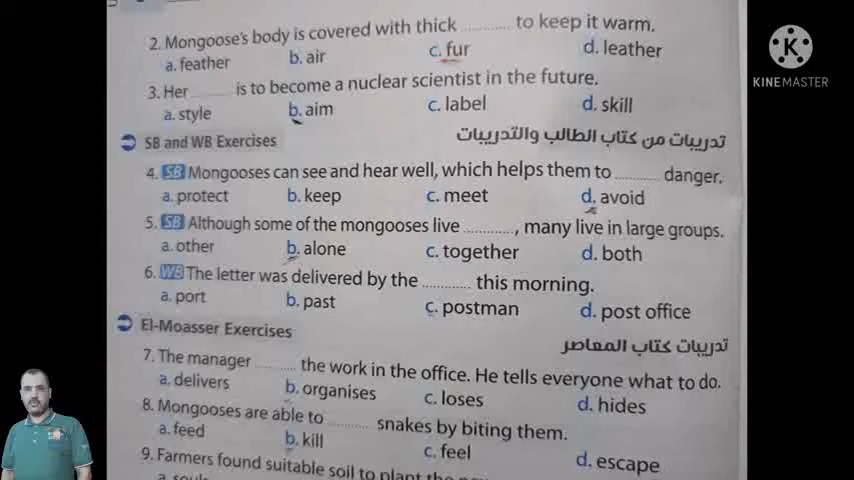 2. Mongoose's body is covered with thick ............ to keep it warm.
a. feather b. air c. fur d. leather
3. Her ............ is to become a nuclear scientist in the future.
a. style b. aim c. label d. skill
SB and WB Exercises تدريبات من كتاب الطالب والتدريبات
4. SB Mongooses can see and hear well, which helps them to ............ danger.
a. protect b. keep c. meet d. avoid
5. SB Although some of the mongooses live ............, many live in large groups.
a. other b. alone c. together d. both
6. WB The letter was delivered by the ............ this morning.
a. port b. past c. postman d. post office
El-Moasser Exercises تدريبات كتاب المعاصر
7. The manager ............ the work in the office. He tells everyone what to do.
a. delivers b. organises c. loses d. hides
8. Mongooses are able to ............ snakes by biting them.
a. feed b. kill c. feel d. escape
9. Farmers found suitable soil to plant the
K
KINEMASTER